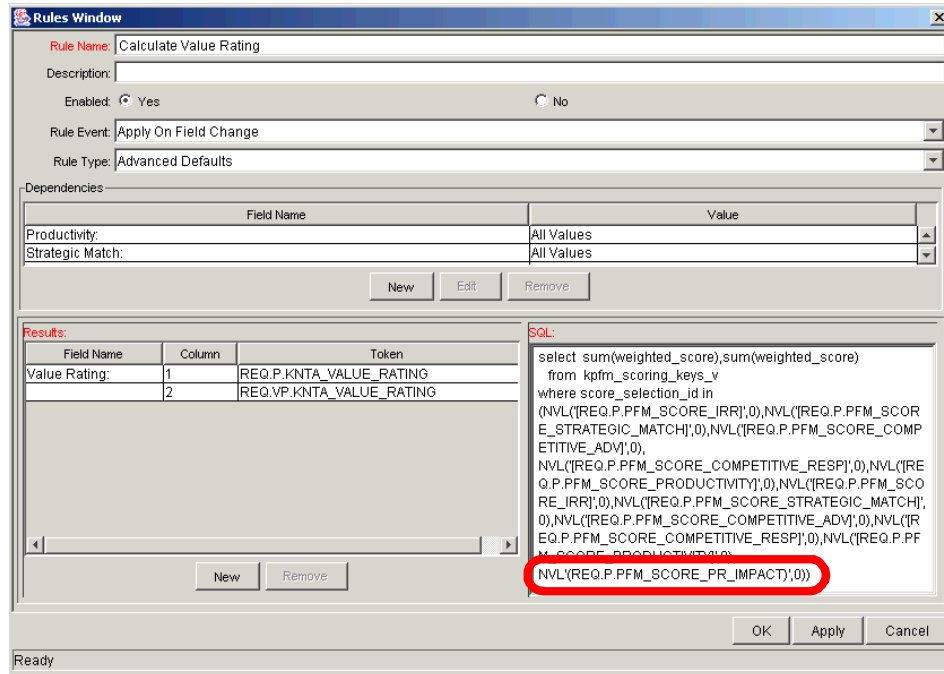 Rules Window
Rule Name: Calculate Value Rating
Description:
Enabled: Yes No
Rule Event: Apply On Field Change
Rule Type: Advanced Defaults
Dependencies
Field Name Value
Productivity: All Values
Strategic Match: All Values
New Edit Remove
Results:
Field Name Column Token
Value Rating: 1 REQ.P.KNTA_VALUE_RATING
2 REQ.VP.KNTA_VALUE_RATING
New Remove
SQL:
select sum(weighted_score),sum(weighted_score)
from kpfm_scoring_keys_v
where score_selection_id in
(NVL('[REQ.P.PFM_SCORE_IRR]',0),NVL('[REQ.P.PFM_SCOR
E_STRATEGIC_MATCH]',0),NVL('[REQ.P.PFM_SCORE_COMP
ETITIVE_ADV]',0),
NVL('[REQ.P.PFM_SCORE_COMPETITIVE_RESP]',0),NVL('[RE
Q.P.PFM_SCORE_PRODUCTIVITY]',0),NVL('[REQ.P.PFM_SCO
RE_IRR]',0),NVL('[REQ.P.PFM_SCORE_STRATEGIC_MATCH]',
0),NVL('[REQ.P.PFM_SCORE_COMPETITIVE_ADV]',0),NVL('[R
EQ.P.PFM_SCORE_COMPETITIVE_RESP]',0),NVL('[REQ.P.PF
M_SCORE_PRODUCTIVITY]',0)
NVL'(REQ.P.PFM_SCORE_PR_IMPACT)',0))
OK Apply Cancel
Ready